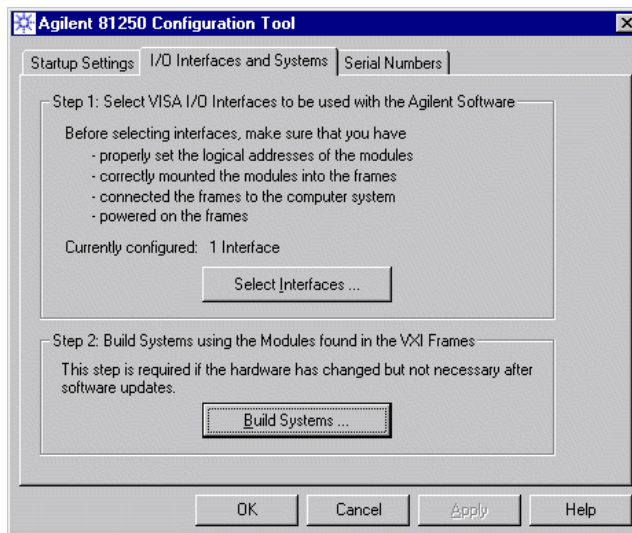 Agilent 81250 Configuration Tool
Startup Settings
I/O Interfaces and Systems
Serial Numbers
Step 1: Select VISA I/O Interfaces to be used with the Agilent Software
Before selecting interfaces, make sure that you have
- properly set the logical addresses of the modules
- correctly mounted the modules into the frames
- connected the frames to the computer system
- powered on the frames
Currently configured: 1 Interface
Select Interfaces ...
Step 2: Build Systems using the Modules found in the VXI Frames
This step is required if the hardware has changed but not necessary after
software updates.
Build Systems ...
OK
Cancel
Apply
Help